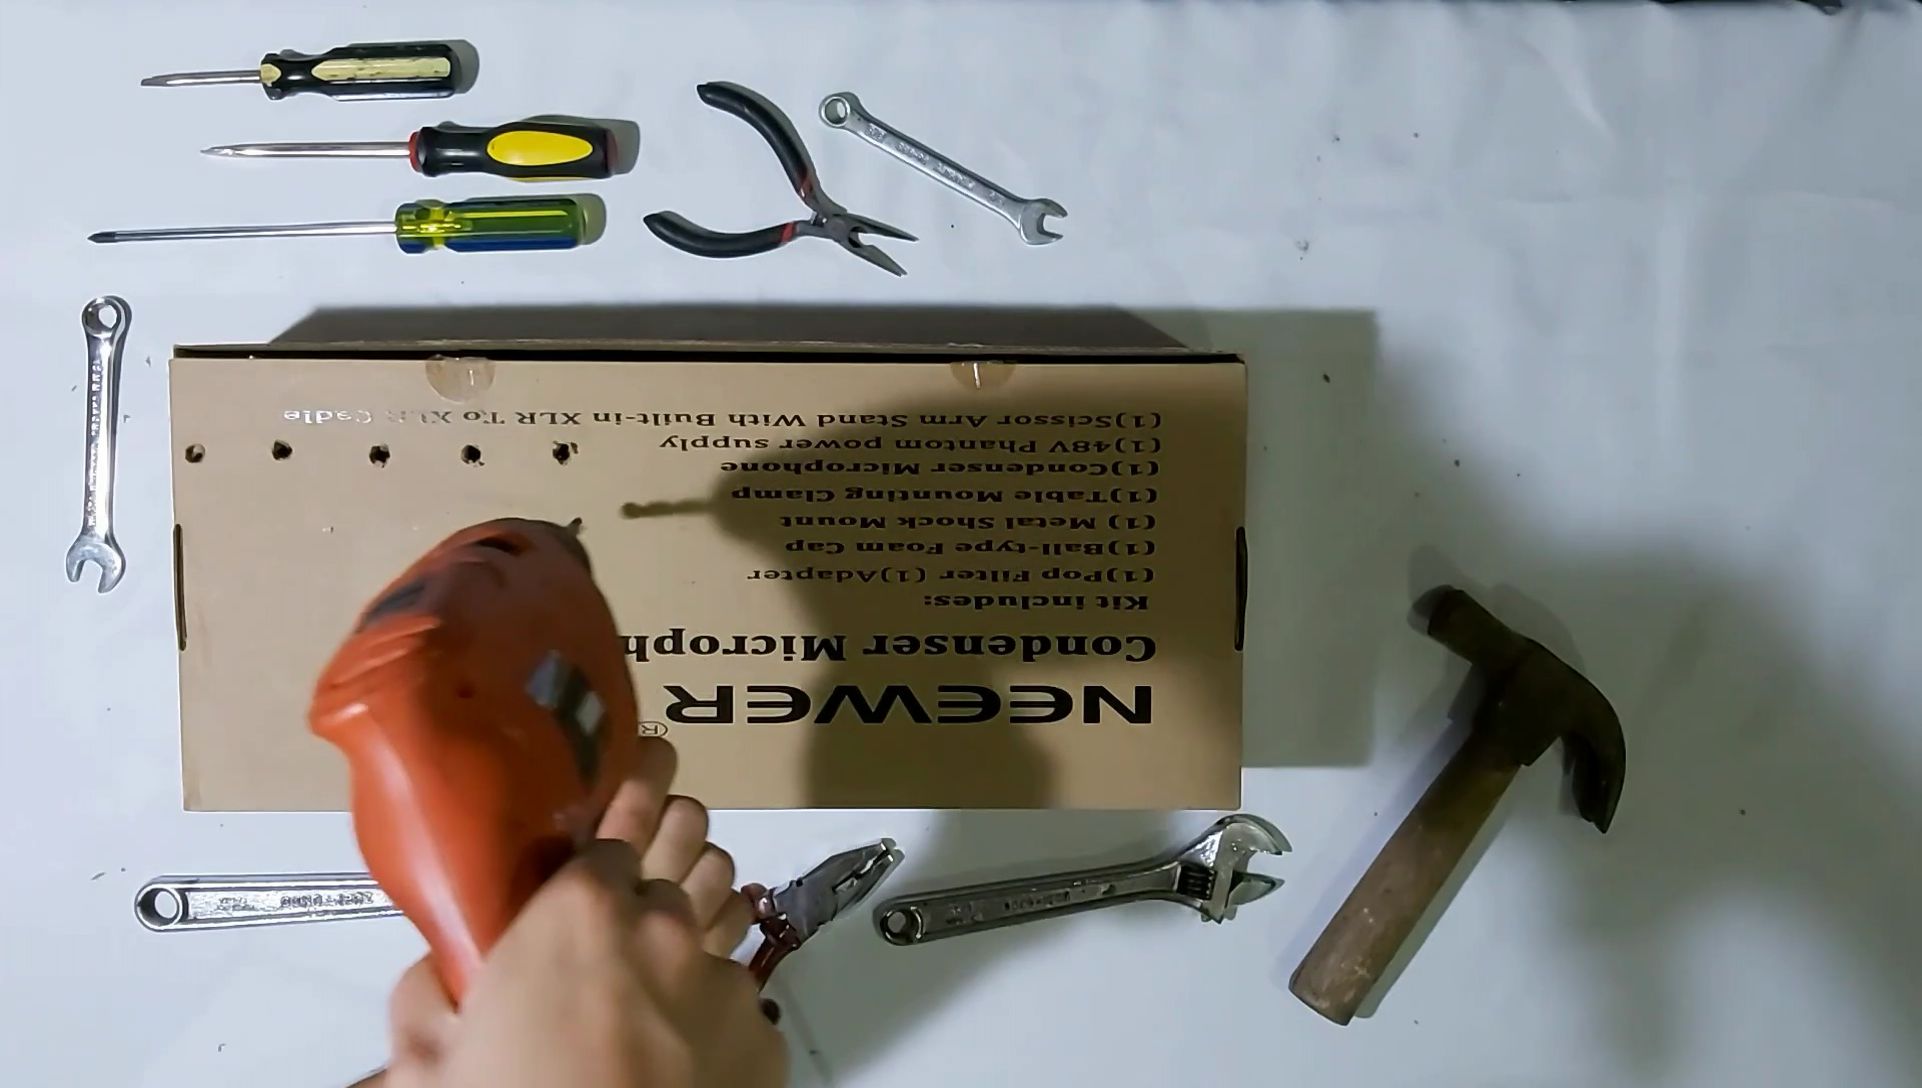 NEEWER®
Condenser Microph
Kit includes:
(1)Pop Filter (1)Adapter
(1)Ball-type Foam Cap
(1) Metal Shock Mount
(1)Table Mounting Clamp
(1)Condenser Microphone
(1)48V Phantom power supply
(1)Scissor Arm Stand With Built-in XLR To XLR Cable